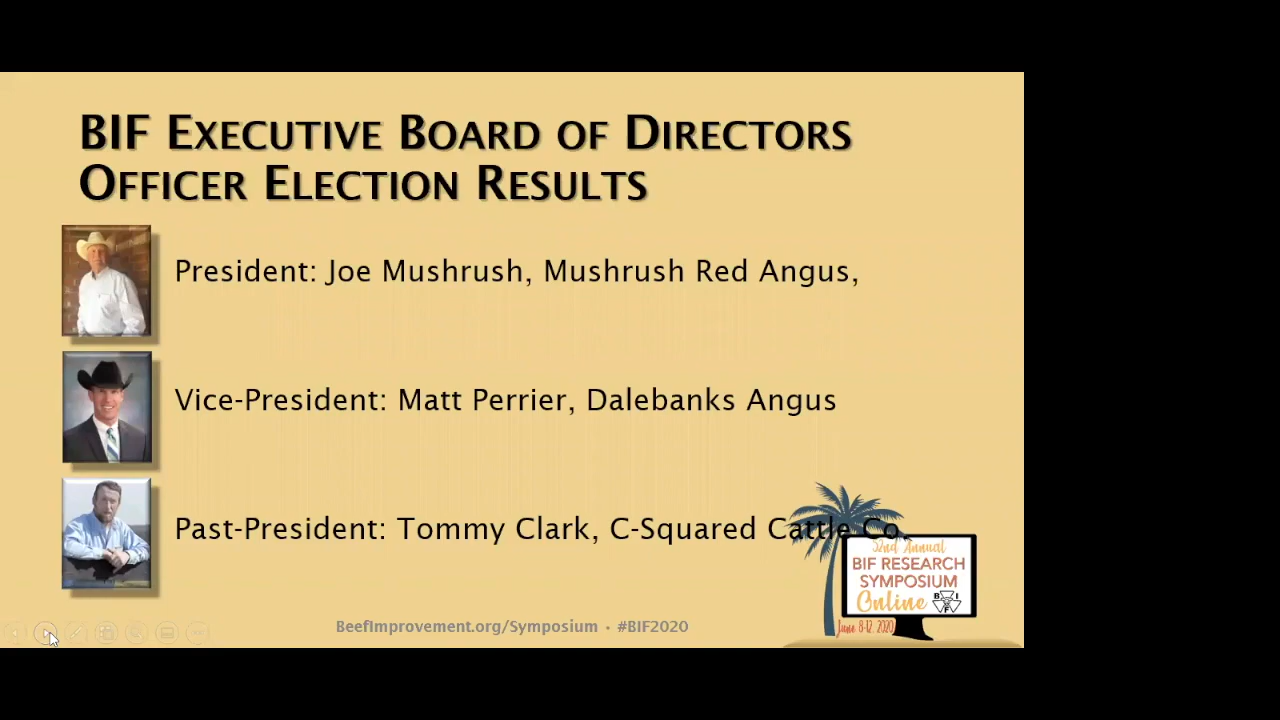 BIF EXECUTIVE BOARD OF DIRECTORS
OFFICER ELECTION RESULTS
President: Joe Mushrush, Mushrush Red Angus,
Vice-President: Matt Perrier, Dalebanks Angus
Past-President: Tommy Clark, C-Squared Cattle Co.
52nd Annual
BIF RESEARCH
SYMPOSIUM
Online
B I F
June 8-12, 2020
BeefImprovement.org/Symposium • #BIF2020